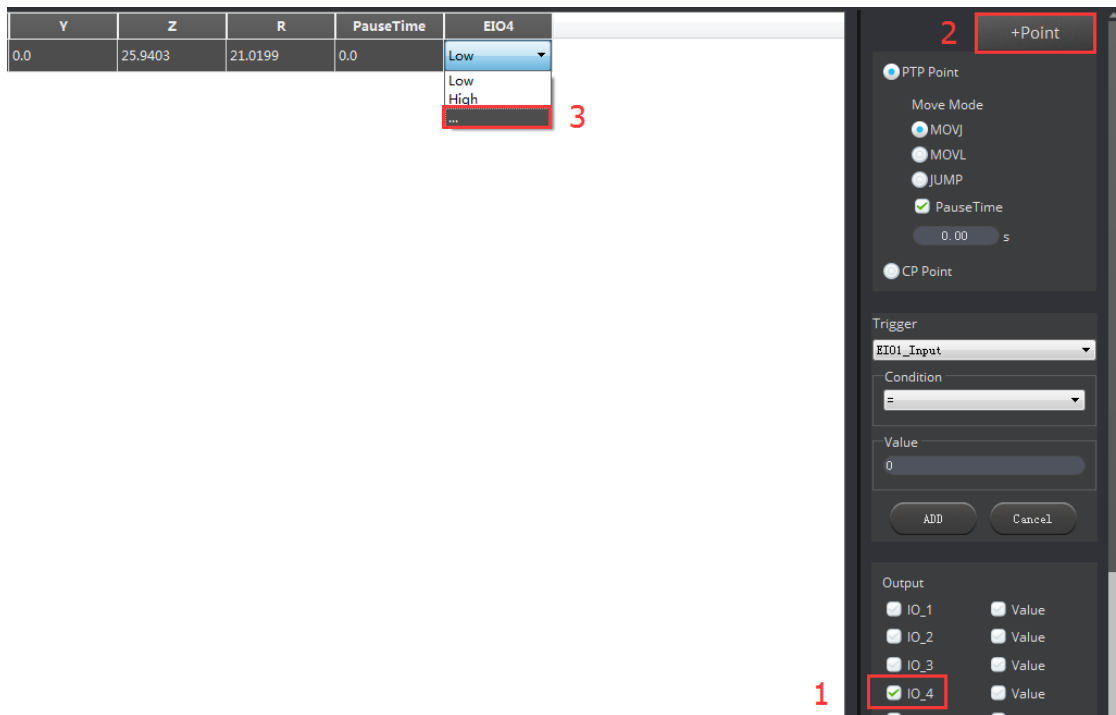 Y Z R PauseTime EIO4
0.0 25.9403 21.0199 0.0 Low
Low
High
...
3
2
+Point
PTP Point
Move Mode
MOVJ
MOVL
JUMP
PauseTime
0.00 s
CP Point
Trigger
EIO1_Input
Condition
=
Value
0
ADD Cancel
Output
IO_1 Value
IO_2 Value
IO_3 Value
1
IO_4 Value